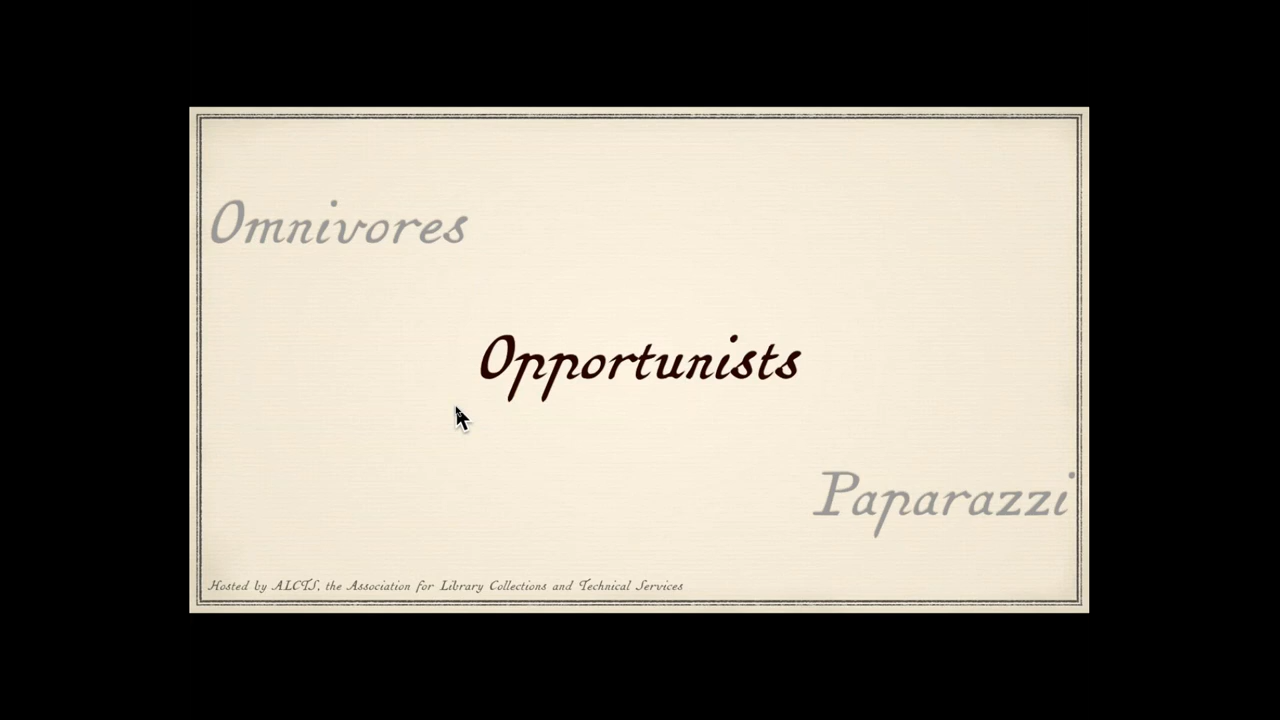 Omnivores
Opportunists
Paparazzi
Hosted by ALCTS, the Association for Library Collections and Technical Services